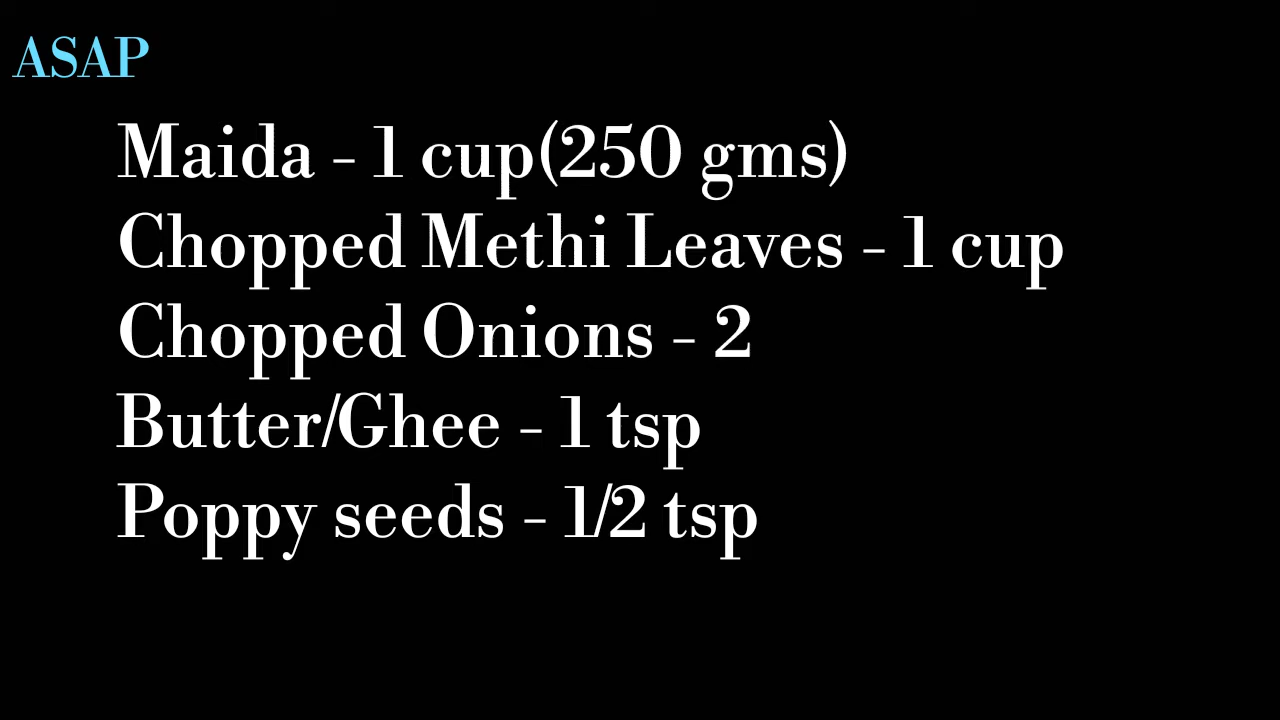 ASAP
Maida - 1 cup(250 gms)
Chopped Methi Leaves - 1 cup
Chopped Onions - 2
Butter/Ghee - 1 tsp
Poppy seeds - 1/2 tsp